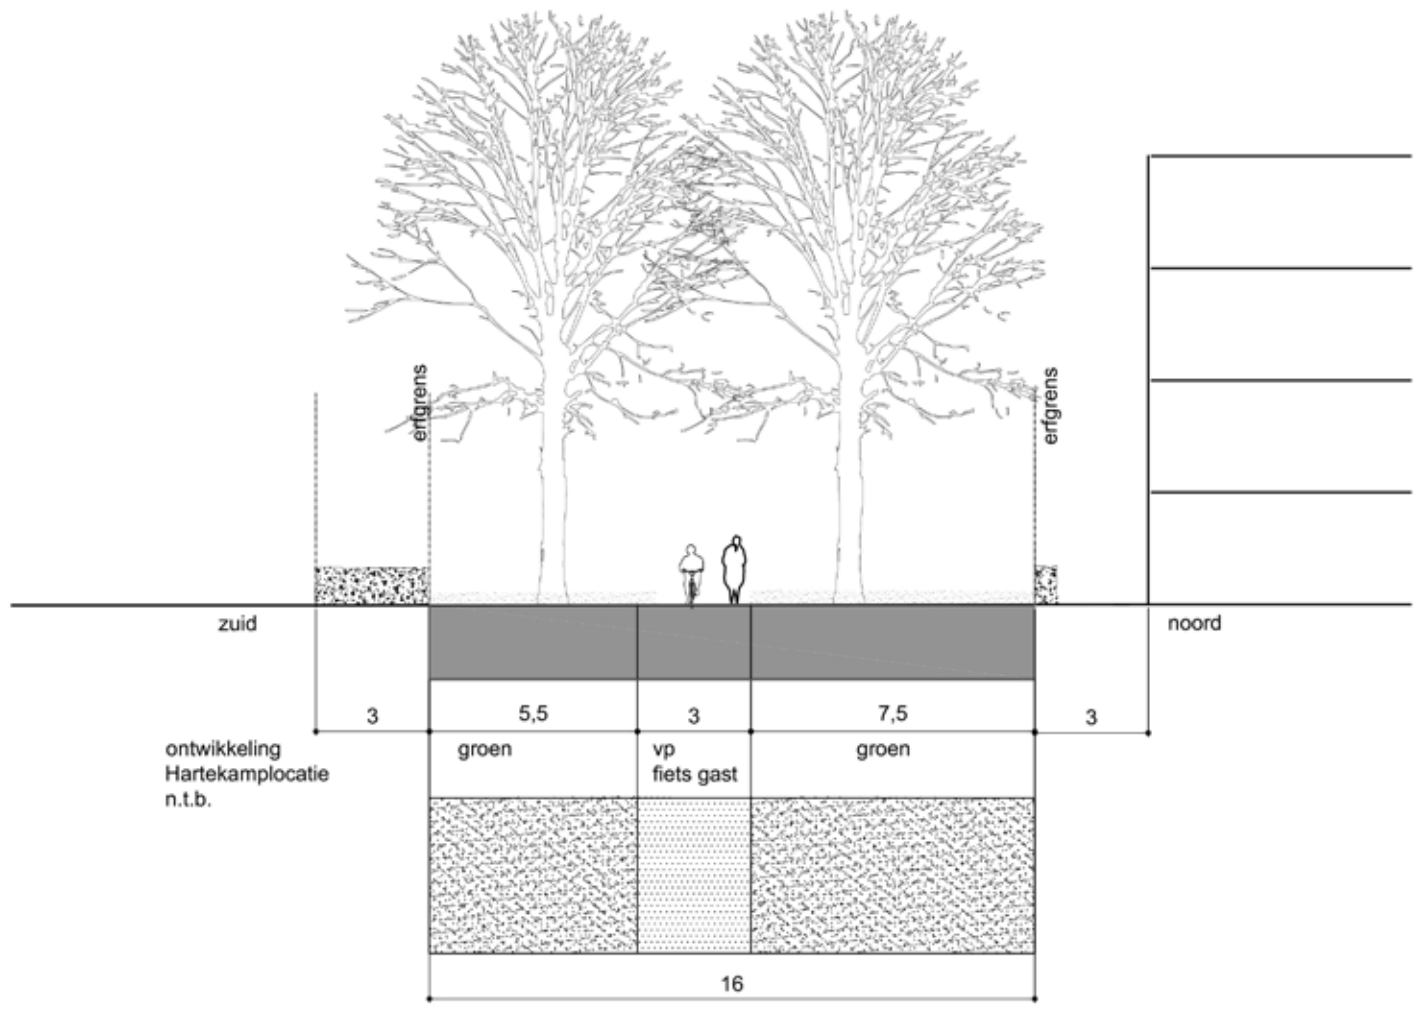 erfgrens
erfgrens
zuid
noord
3
5,5
3
7,5
3
ontwikkeling
Hartekamplocatie
n.t.b.
groen
vp
fiets gast
groen
16